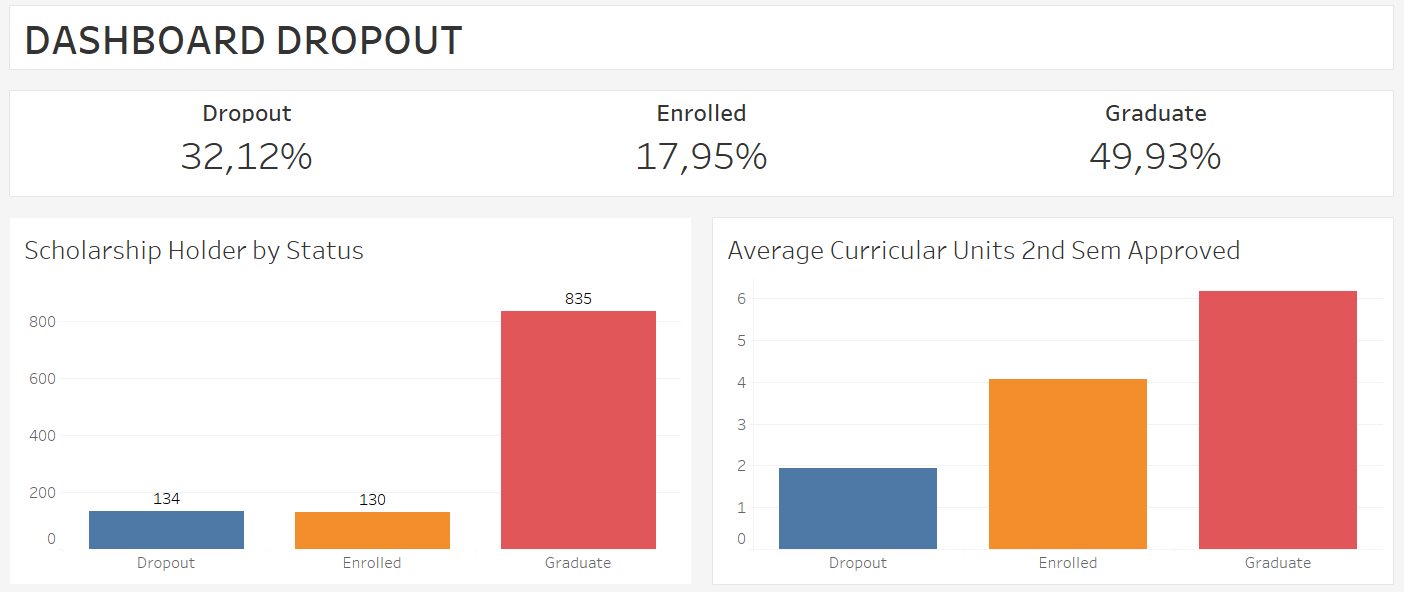 DASHBOARD DROPOUT
Dropout Enrolled Graduate
32,12% 17,95% 49,93%
Scholarship Holder by Status
835
800
600
400
200
134
130
0
Dropout Enrolled Graduate
Average Curricular Units 2nd Sem Approved
6
5
4
3
2
1
0
Dropout Enrolled Graduate